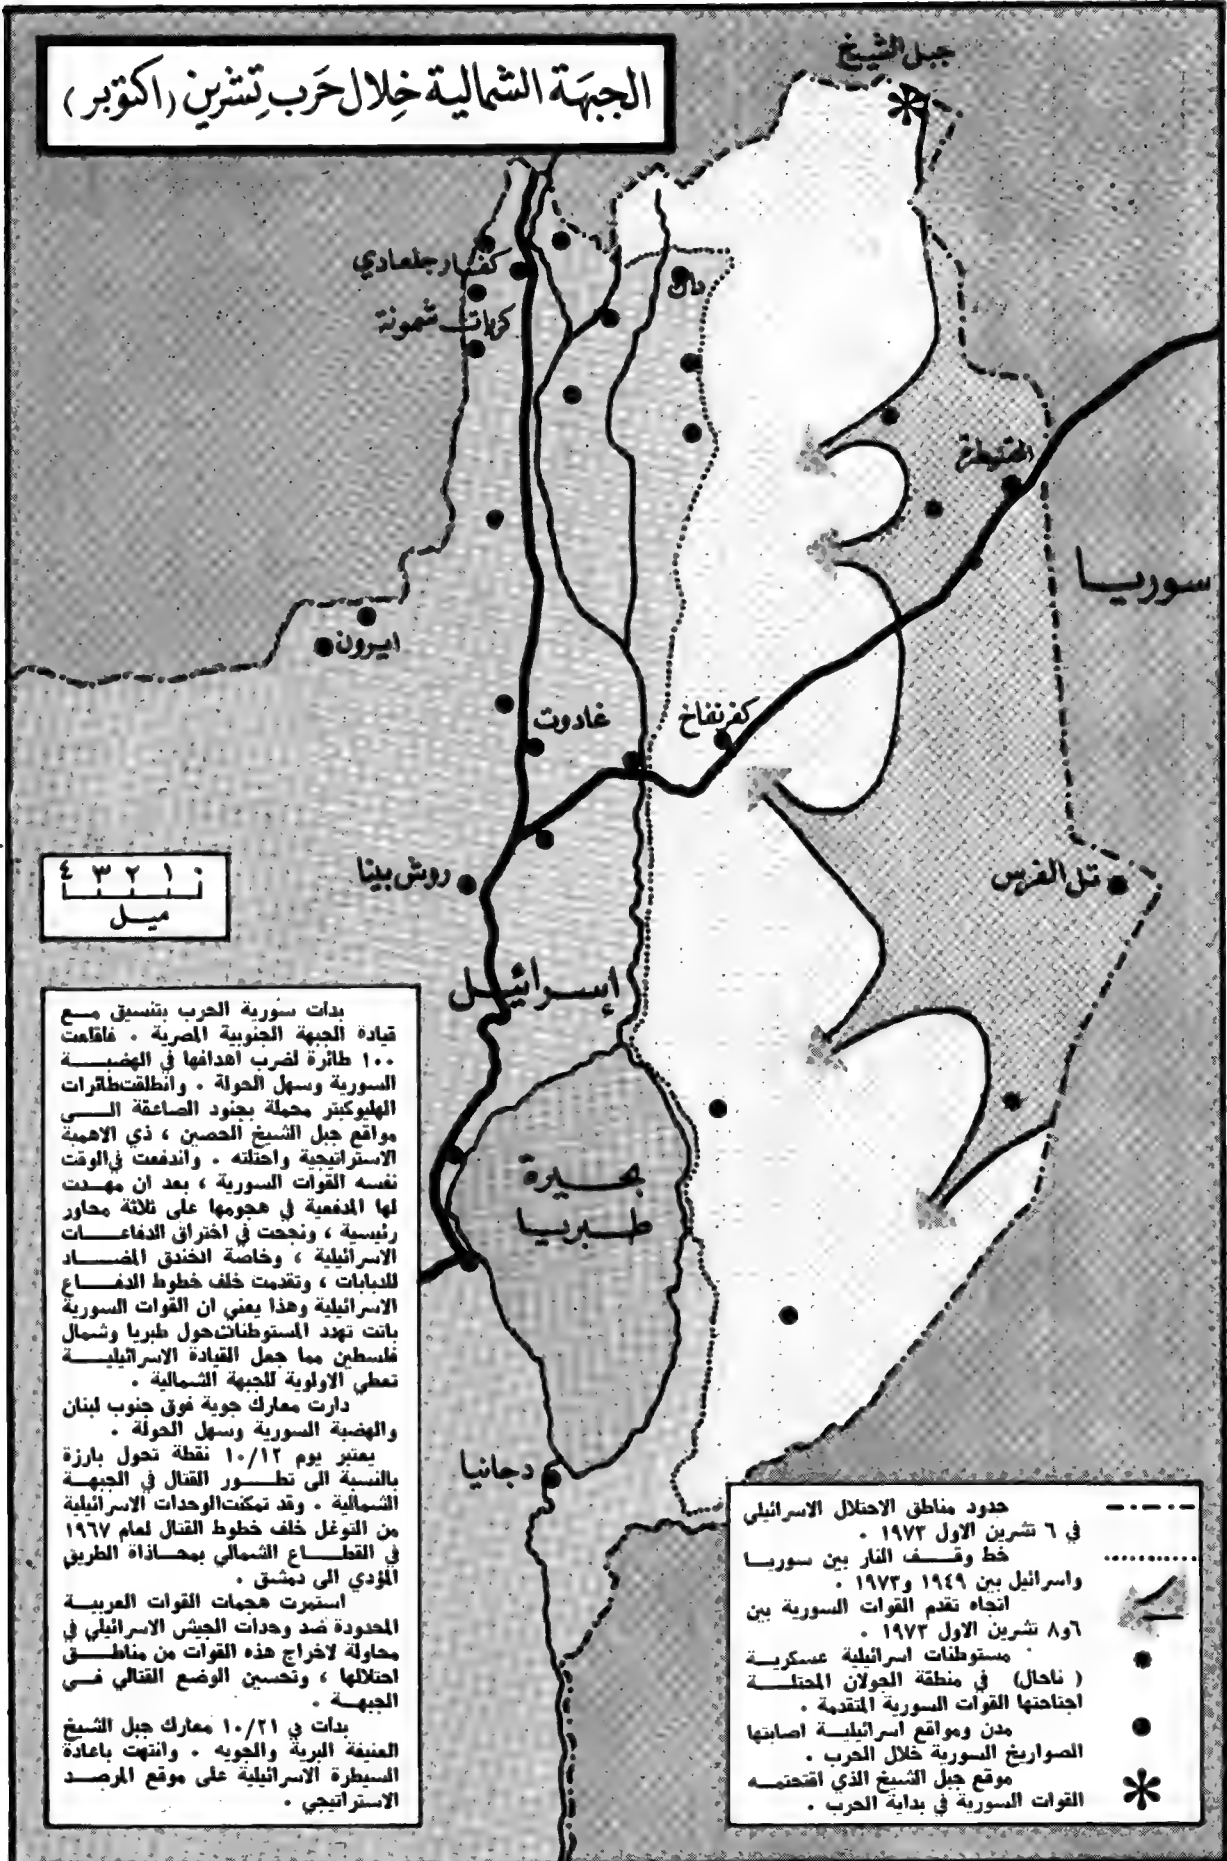 الجبهة الشمالية خلال حرب تشرين (اكتوبر)
جبل الشيخ
كفار جلعادي
دان
كريات شمونة
القنيطرة
سوريا
ايرون
غادوت
كفر نفاخ
٤ ٣ ٢ ١ ٠
ميل
روش بينا
تل الفرس
إسرائيل
بحيرة
طبريا
دجانيا
بدأت سورية الحرب بتنسيق مع
قيادة الجبهة الجنوبية المصرية . فاقلعت
١٠٠ طائرة لضرب اهدافها في الهضبة
السورية وسهل الحولة . وانطلقت طائرات
الهليوكبتر محملة بجنود الصاعقة الى
مواقع جبل الشيخ الحصين ، ذي الاهمية
الاستراتيجية واحتلته . واندفعت في الوقت
نفسه القوات السورية ، بعد ان مهدت
لها المدفعية في هجومها على ثلاثة محاور
رئيسية ، ونجحت في اختراق الدفاعات
الاسرائيلية ، وخاصة الخندق المضاد
للدبابات ، وتقدمت خلف خطوط الدفاع
الاسرائيلية وهذا يعني ان القوات السورية
باتت تهدد المستوطنات حول طبريا وشمال
فلسطين مما جعل القيادة الاسرائيلية
تعطي الاولوية للجبهة الشمالية .
دارت معارك جوية فوق جنوب لبنان
والهضبة السورية وسهل الحولة .
يعتبر يوم ١٠/١٢ نقطة تحول بارزة
بالنسبة الى تطور القتال في الجبهة
الشمالية . وقد تمكنت الوحدات الاسرائيلية
من التوغل خلف خطوط القتال لعام ١٩٦٧
في القطاع الشمالي بمحاذاة الطريق
المؤدي الى دمشق .
استمرت هجمات القوات العربية
المحدودة ضد وحدات الجيش الاسرائيلي في
محاولة لاخراج هذه القوات من مناطق
احتلالها ، وتحسين الوضع القتالي في
الجبهة .
بدأت في ١٠/٢١ معارك جبل الشيخ
العنيفة البرية والجوية . وانتهت باعادة
السيطرة الاسرائيلية على موقع المرصد
الاستراتيجي .
حدود مناطق الاحتلال الاسرائيلي
في ٦ تشرين الاول ١٩٧٣ .
خط وقف النار بين سوريا
واسرائيل بين ١٩٤٩ و١٩٧٣ .
اتجاه تقدم القوات السورية بين
٦و٨ تشرين الاول ١٩٧٣ .
مستوطنات اسرائيلية عسكرية
( ناحال) في منطقة الجولان المحتلة
اجتاحتها القوات السورية المتقدمة .
مدن ومواقع اسرائيلية اصابتها
الصواريخ السورية خلال الحرب .
موقع جبل الشيخ الذي اقتحمته
القوات السورية في بداية الحرب .